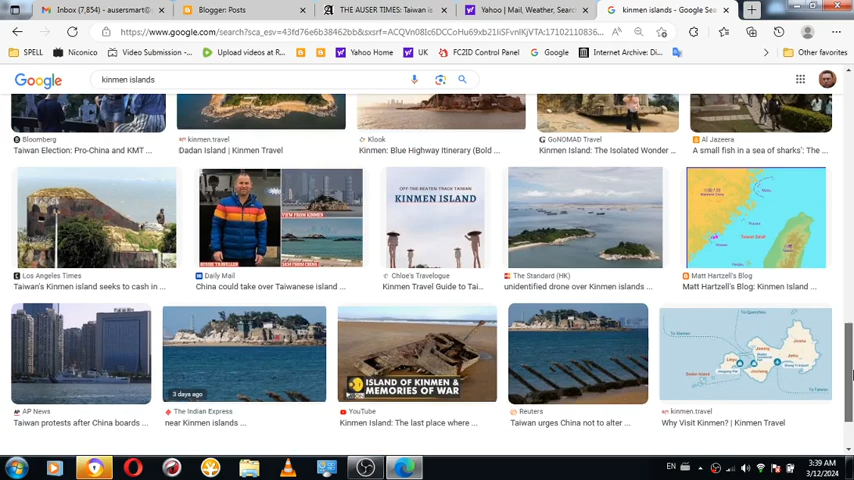 Inbox (7,854) - ausersmart@
Blogger: Posts
THE AUSER TIMES: Taiwan is
Yahoo | Mail, Weather, Search
kinmen islands - Google Sea
https://www.google.com/search?sca_esv=43fd76e6b38462bb&sxsrf=ACQVn08Ic6DCCoHu69xb21IiSFvnlXjVTA:17102110836...
SPELL
Niconico
Video Submission -...
Upload videos at R...
Yahoo Home
UK
FC2ID Control Panel
Google
Internet Archive: Di...
Other favorites
Google
kinmen islands
Bloomberg
Taiwan Election: Pro-China and KMT ...
kinmen.travel
Dadan Island | Kinmen Travel
Klook
Kinmen: Blue Highway Itinerary (Bold ...
GoNOMAD Travel
Kinmen Island: The Isolated Wonder ...
Al Jazeera
A small fish in a sea of sharks': The ...
VIEW FROM KINMEN
OFF-THE-BEATEN TRACK TAIWAN
KINMEN ISLAND
Los Angeles Times
Taiwan's Kinmen island seeks to cash in ...
Daily Mail
China could take over Taiwanese island ...
Chloe's Travelogue
Kinmen Travel Guide to Tai...
The Standard (HK)
unidentified drone over Kinmen islands ...
Matt Hartzell's Blog
Matt Hartzell's Blog: Kinmen Island ...
3 days ago
ISLAND OF KINMEN &
MEMORIES OF WAR
AP News
Taiwan protests after China boards ...
The Indian Express
near Kinmen islands ...
YouTube
Kinmen Island: The last place where ...
Reuters
Taiwan urges China not to alter ...
kinmen.travel
Why Visit Kinmen? | Kinmen Travel
EN
3:39 AM
3/12/2024